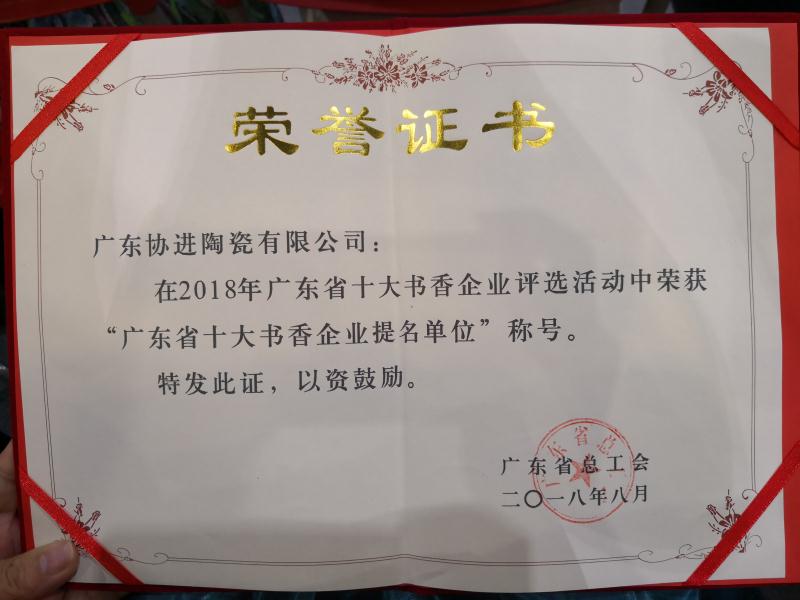 荣誉证书
广东协进陶瓷有限公司：
在2018年广东省十大书香企业评选活动中荣获
“广东省十大书香企业提名单位”称号。
特发此证，以资鼓励。
广东省总工会
二〇一八年八月